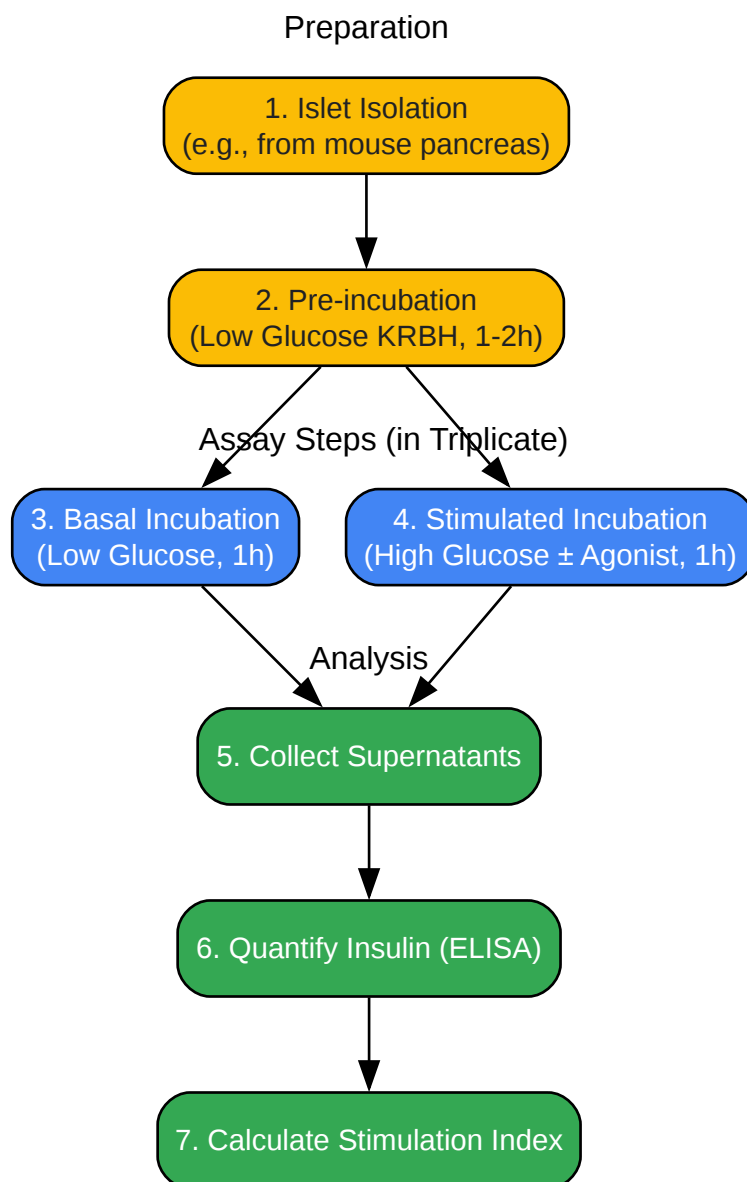 Preparation
1. Islet Isolation
(e.g., from mouse pancreas)
2. Pre-incubation
(Low Glucose KRBH, 1-2h)
Assay Steps (in Triplicate)
3. Basal Incubation
(Low Glucose, 1h)
4. Stimulated Incubation
(High Glucose ± Agonist, 1h)
Analysis
5. Collect Supernatants
6. Quantify Insulin (ELISA)
7. Calculate Stimulation Index